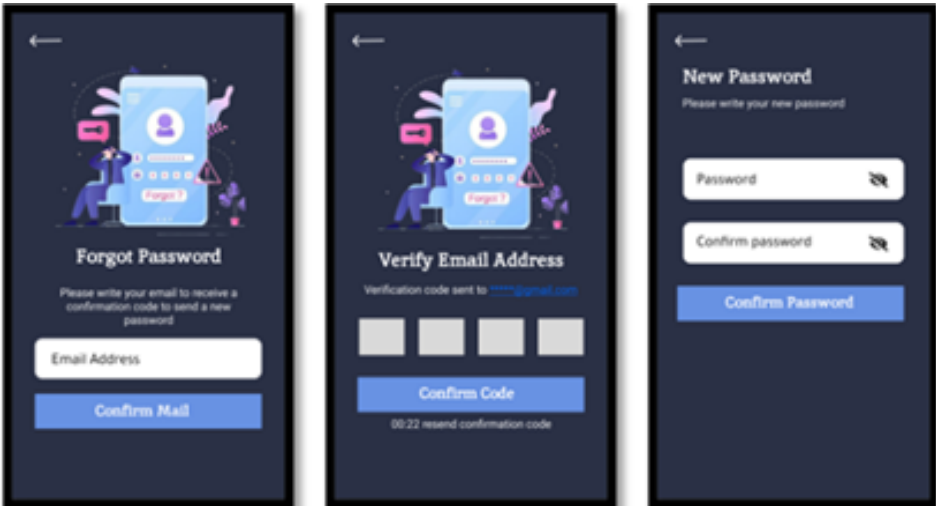 Forgot ?
Forgot Password
Please write your email to receive a
confirmation code to send a new
password
Email Address
Confirm Mail
Forgot ?
Verify Email Address
Verification code sent to *****@gmail.com
Confirm Code
00:22 resend confirmation code
New Password
Please write your new password
Password
Confirm password
Confirm Password